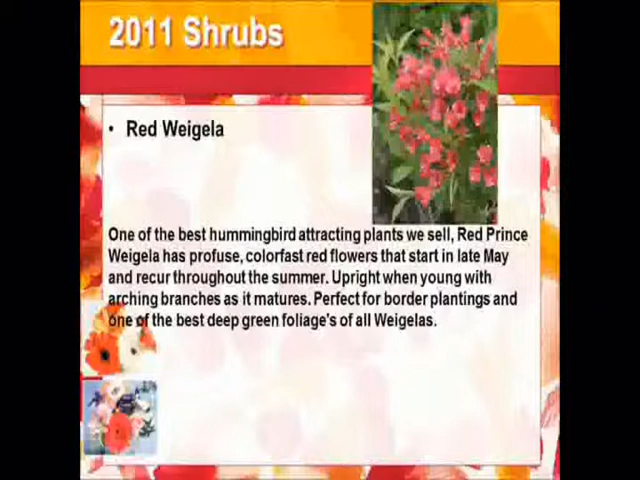 2011 Shrubs
• Red Weigela
One of the best hummingbird attracting plants we sell, Red Prince
Weigela has profuse, colorfast red flowers that start in late May
and recur throughout the summer. Upright when young with
arching branches as it matures. Perfect for border plantings and
one of the best deep green foliage's of all Weigelas.